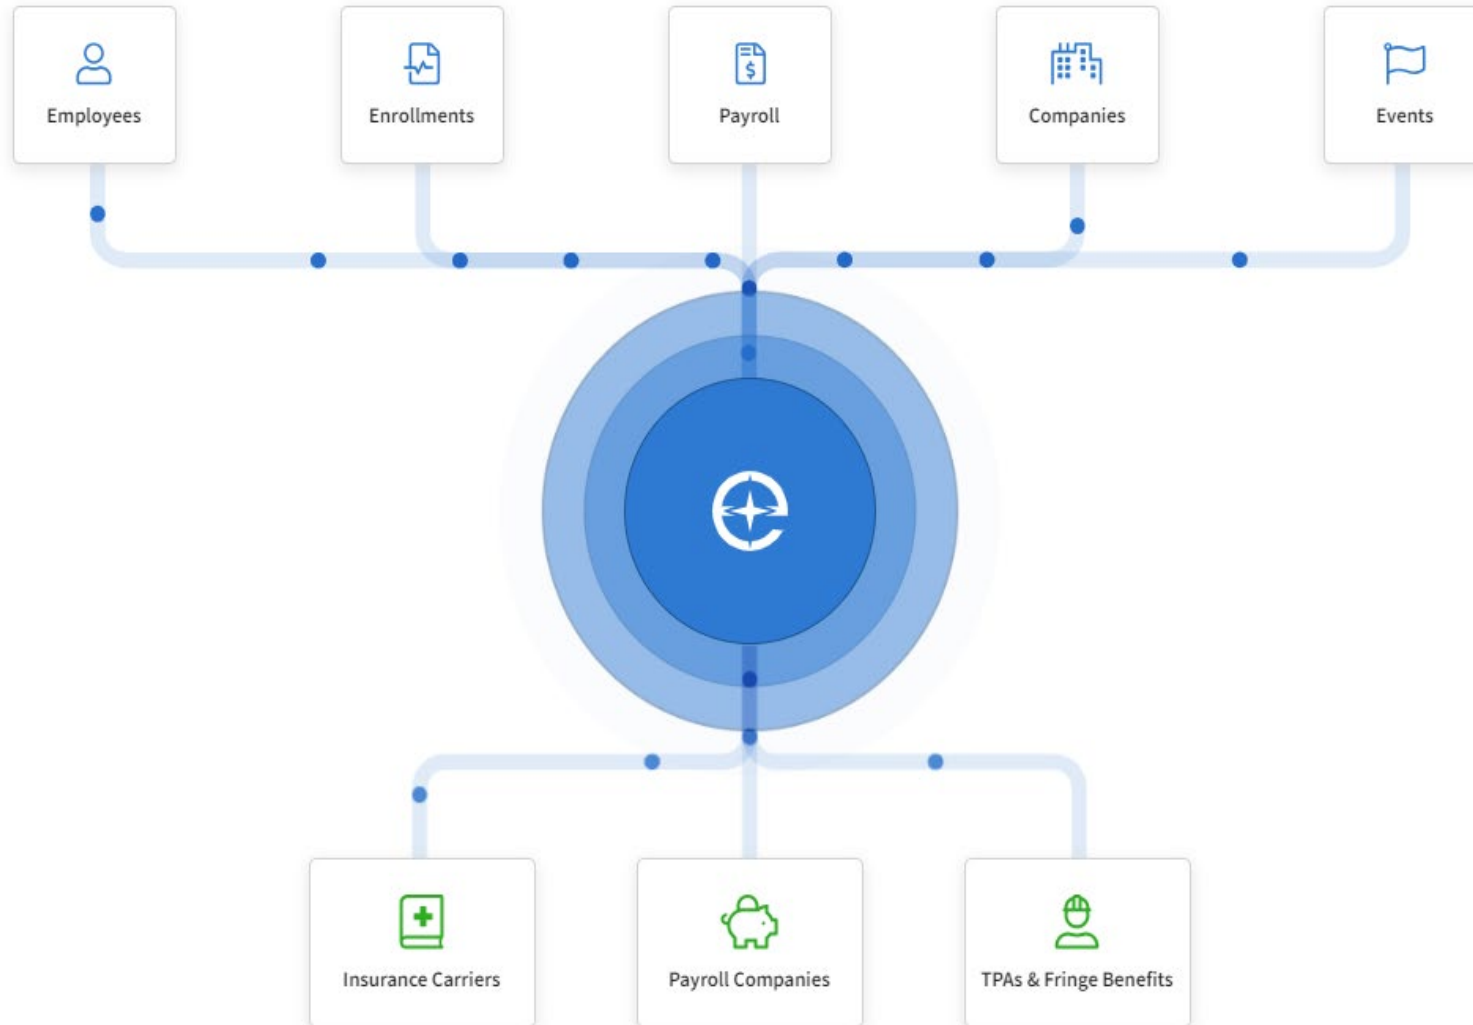 Employees
Enrollments
Payroll
Companies
Events
Insurance Carriers
Payroll Companies
TPAs & Fringe Benefits